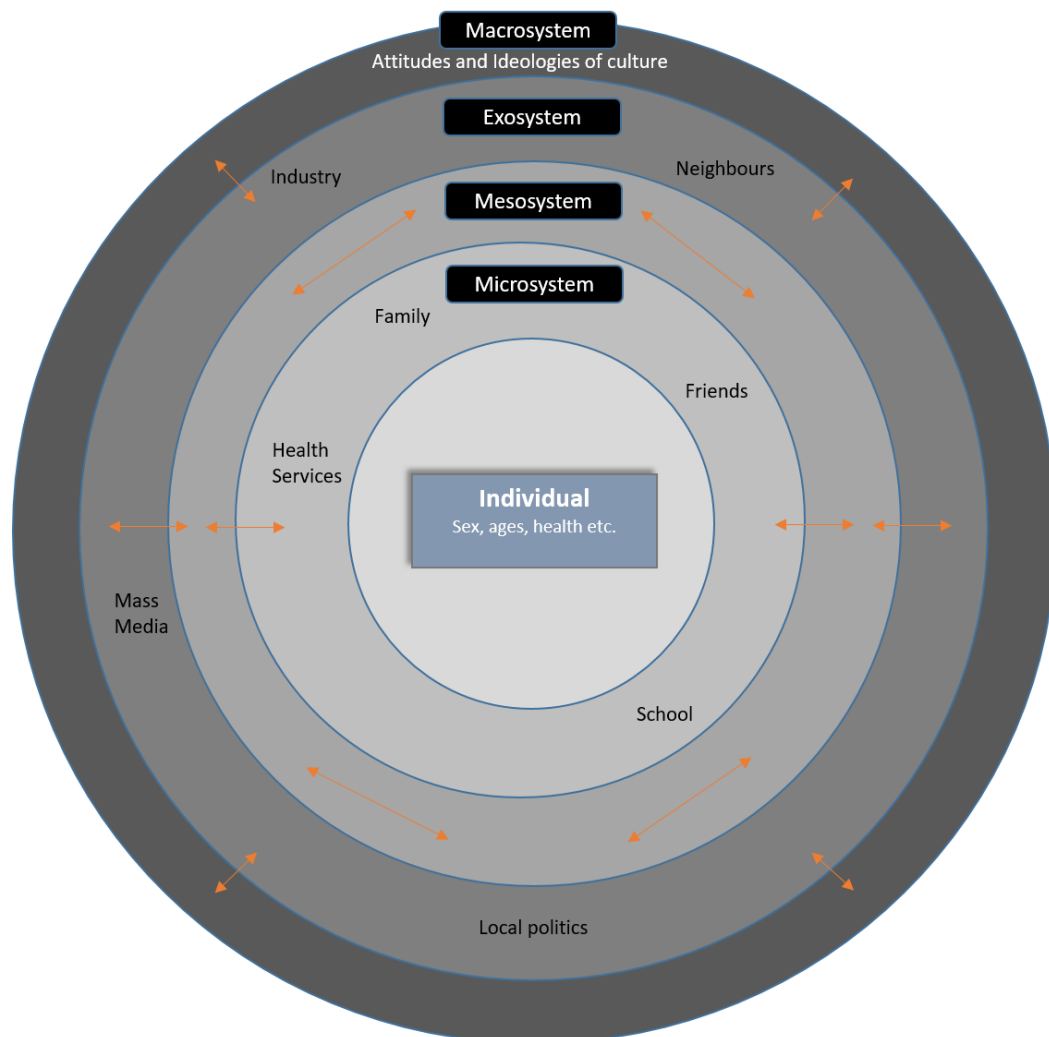 Macrosystem
Attitudes and Ideologies of culture
Exosystem
Industry
Neighbours
Mesosystem
Microsystem
Family
Friends
Health
Services
Individual
Sex, ages, health etc.
Mass
Media
School
Local politics